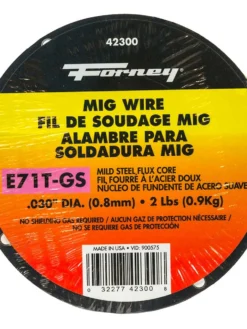 42300
Forney
MIG WIRE
FIL DE SOUDAGE MIG
ALAMBRE PARA
SOLDADURA MIG
E71T-GS
MILD STEEL, FLUX CORE
FIL FOURRÉ À L'ACIER DOUX
NÚCLEO DE FUNDENTE DE ACERO SUAVE
.030" DIA. (0.8mm) • 2 Lbs (0.9Kg)
NO SHIELDING GAS REQUIRED / AUCUN GAZ DE PROTECTION NÉCESSAIRE /
NO SE REQUIRE GAS DE PROTECCIÓN
MADE IN USA • VID: 900575
0 32277 42300 8